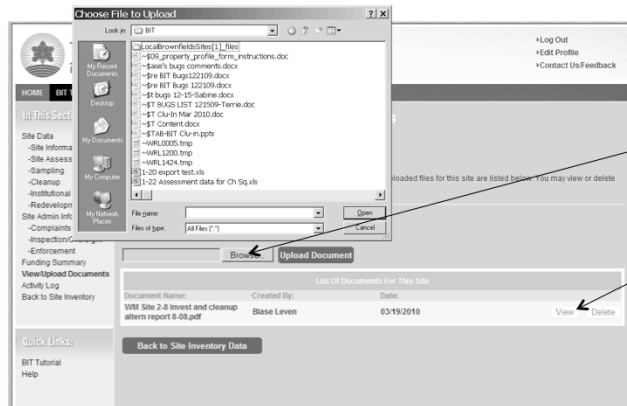 Choose File to Upload
Look in: BIT
My Recent Documents
Desktop
My Documents
My Computer
My Network Places
LocalBrownfieldsSites[1]_files
~$09_property_profile_form_instructions.doc
~$ase's bugs comments.docx
~$re BIT Bugs122109.docx
~$re BIT Bugs 122109.docx
~$t bugs 12-15-Sabine.docx
~$T BUGS LIST 121509-Terrie.doc
~$T Clu-In Mar 2010.doc
~$T Content.docx
~$TAB-BIT Clu-in.pptx
~WRL0005.tmp
~WRL1200.tmp
~WRL1424.tmp
1-20 export test.xls
1-22 Assessment data for Ch Sq.xls
File name:
Open
Files of type: All Files (*.*)
Cancel
Log Out
Edit Profile
Contact Us/Feedback
HOME BIT
In This Secti
Site Data
-Site Informa
-Site Assess
-Sampling
-Cleanup
-Institutional
-Redevelopm
Site Admin Info
-Complaints
-Inspection/
-Enforcement
Funding Summary
View/Upload Documents
Activity Log
Back to Site Inventory
Quick Links:
BIT Tutorial
Help
ploaded files for this site are listed below. You may view or delete
Browse... Upload Document
List Of Documents For This Site
Document Name: Created By: Date:
WM Site 2-8 Invest and cleanup
altern report 8-08.pdf
Blase Leven 03/19/2010 View Delete
Back to Site Inventory Data